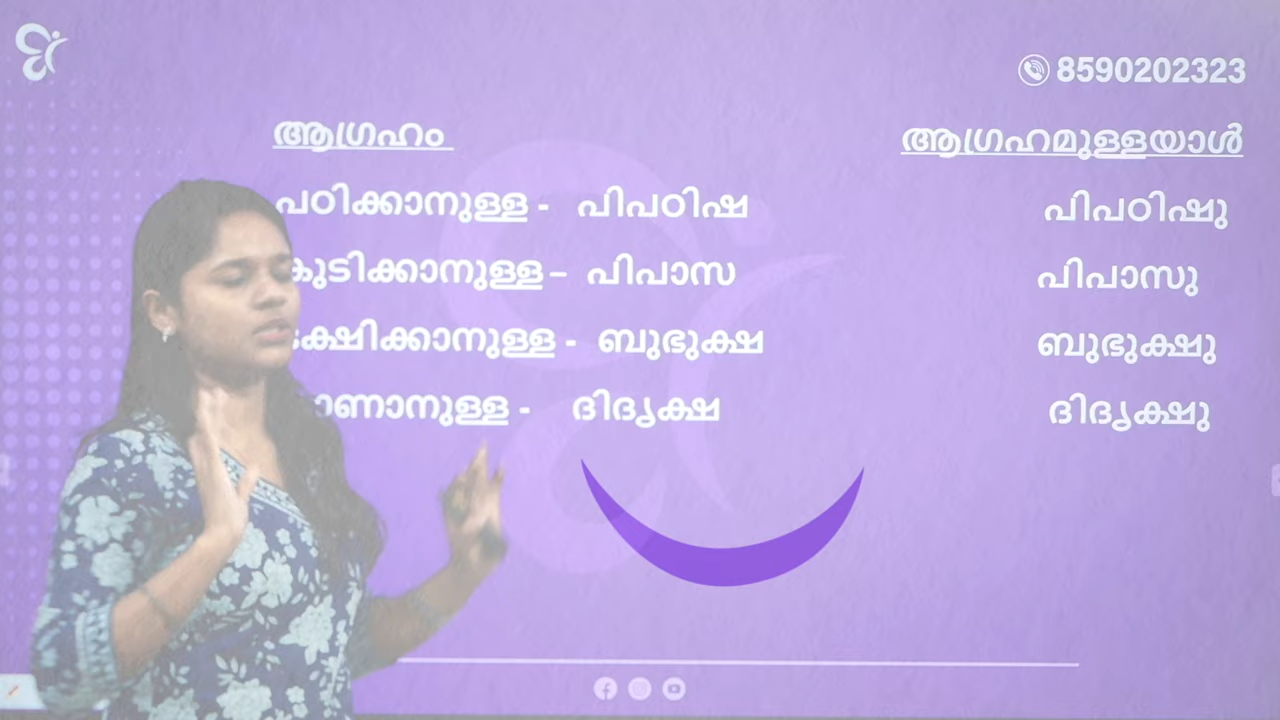 8590202323
ആഗ്രഹം ആഗ്രഹമുള്ളയാൾ
പഠിക്കാനുള്ള - പിപഠിഷ പിപഠിഷു
കുടിക്കാനുള്ള – പിപാസ പിപാസു
ക്ഷിക്കാനുള്ള - ബുഭുക്ഷ ബുഭുക്ഷു
ണാനുള്ള - ദിദൃക്ഷ ദിദൃക്ഷു